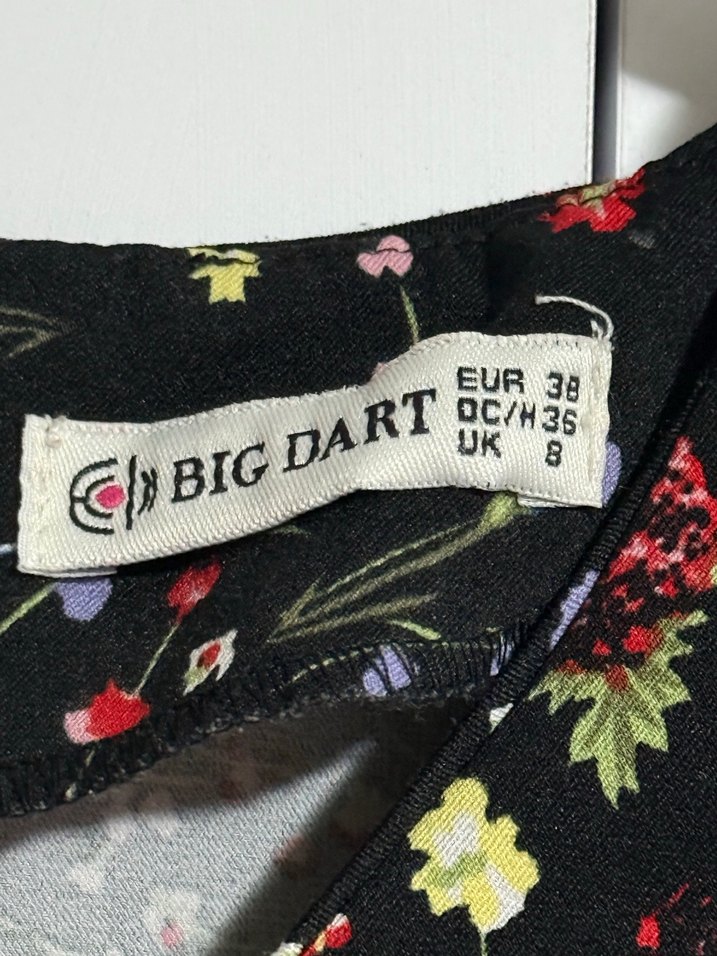 BIG DART
EUR 38
DC/H 36
UK 8